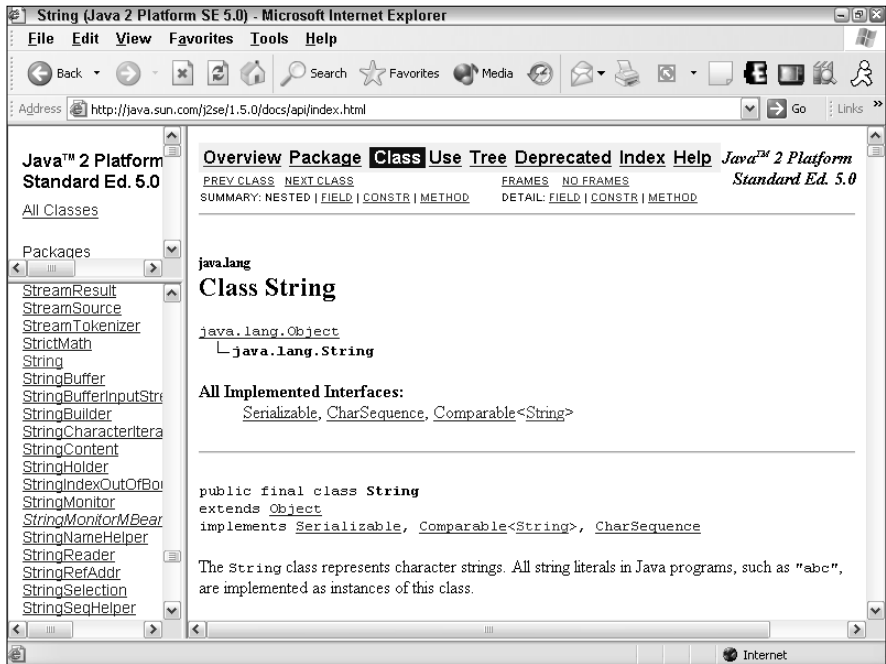 String (Java 2 Platform SE 5.0) - Microsoft Internet Explorer
File Edit View Favorites Tools Help
Back Search Favorites Media
Address http://java.sun.com/j2se/1.5.0/docs/api/index.html Go Links »
Java™ 2 Platform
Standard Ed. 5.0
All Classes
Packages
StreamResult
StreamSource
StreamTokenizer
StrictMath
String
StringBuffer
StringBufferInputStre
StringBuilder
StringCharacterItera
StringContent
StringHolder
StringIndexOutOfBou
StringMonitor
StringMonitorMBean
StringNameHelper
StringReader
StringRefAddr
StringSelection
StringSeqHelper
Overview Package Class Use Tree Deprecated Index Help
Java™ 2 Platform
Standard Ed. 5.0
PREV CLASS NEXT CLASS
FRAMES NO FRAMES
SUMMARY: NESTED | FIELD | CONSTR | METHOD
DETAIL: FIELD | CONSTR | METHOD
java.lang
Class String
java.lang.Object
java.lang.String
All Implemented Interfaces:
Serializable, CharSequence, Comparable<String>
public final class String
extends Object
implements Serializable, Comparable<String>, CharSequence
The String class represents character strings. All string literals in Java programs, such as "abc",
are implemented as instances of this class.
Internet